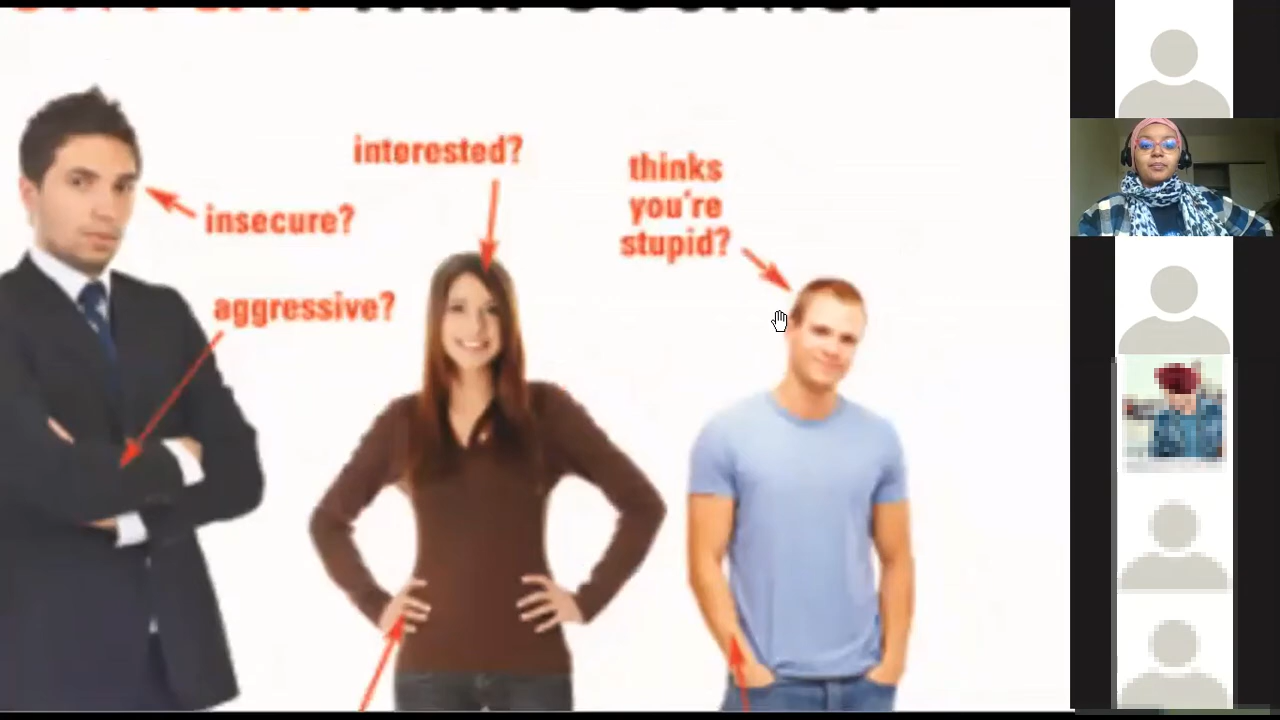 interested?
thinks
you're
stupid?
insecure?
aggressive?